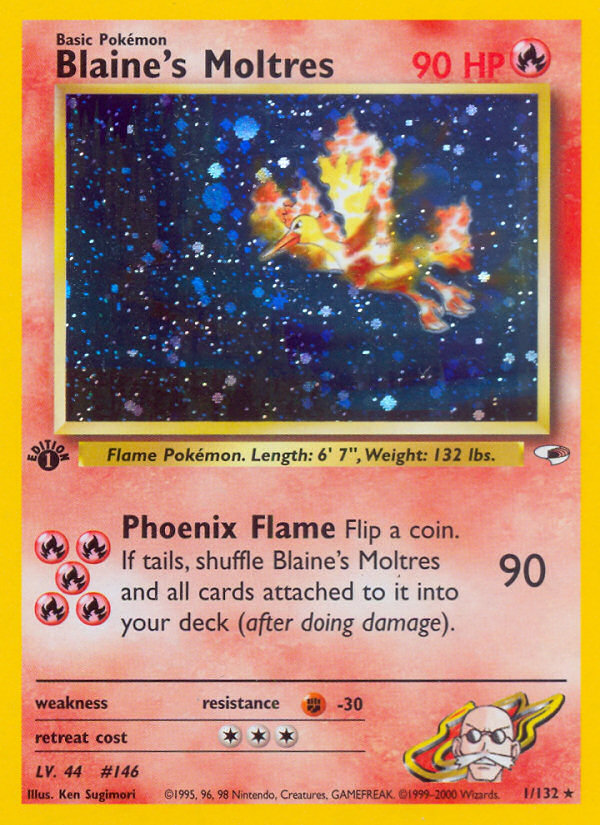 Basic Pokémon
Blaine's Moltres 90 HP
EDITION
1
Flame Pokémon. Length: 6' 7", Weight: 132 lbs.
Phoenix Flame Flip a coin.
If tails, shuffle Blaine's Moltres
and all cards attached to it into
your deck (after doing damage).
90
weakness resistance -30
retreat cost
LV. 44 #146
Illus. Ken Sugimori ©1995, 96, 98 Nintendo, Creatures, GAMEFREAK. ©1999-2000 Wizards. 1/132 ★